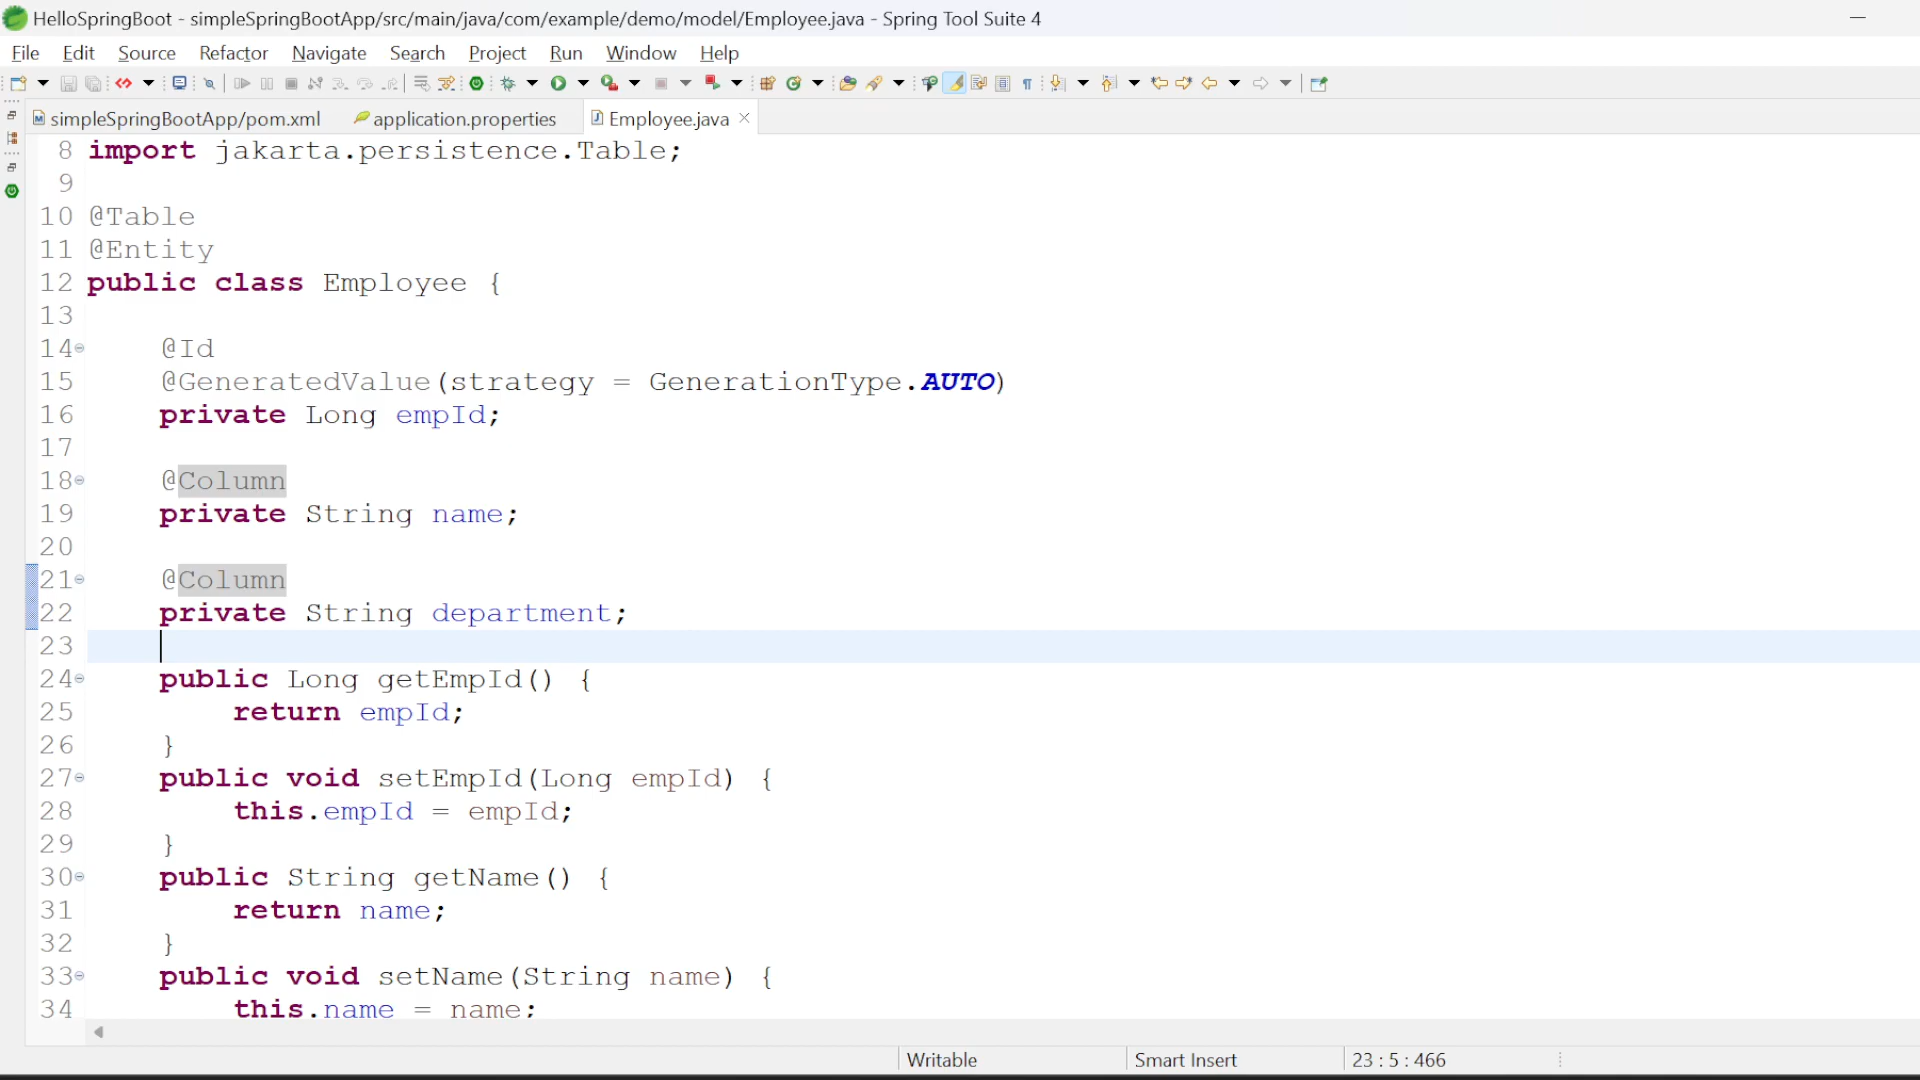 HelloSpringBoot - simpleSpringBootApp/src/main/java/com/example/demo/model/Employee.java - Spring Tool Suite 4
File Edit Source Refactor Navigate Search Project Run Window Help
simpleSpringBootApp/pom.xml application.properties Employee.java
8 import jakarta.persistence.Table;
9
10 @Table
11 @Entity
12 public class Employee {
13
14 @Id
15 @GeneratedValue(strategy = GenerationType.AUTO)
16 private Long empId;
17
18 @Column
19 private String name;
20
21 @Column
22 private String department;
23
24 public Long getEmpId() {
25 return empId;
26 }
27 public void setEmpId(Long empId) {
28 this.empId = empId;
29 }
30 public String getName() {
31 return name;
32 }
33 public void setName(String name) {
34 this.name = name;
Writable Smart Insert 23 : 5 : 466